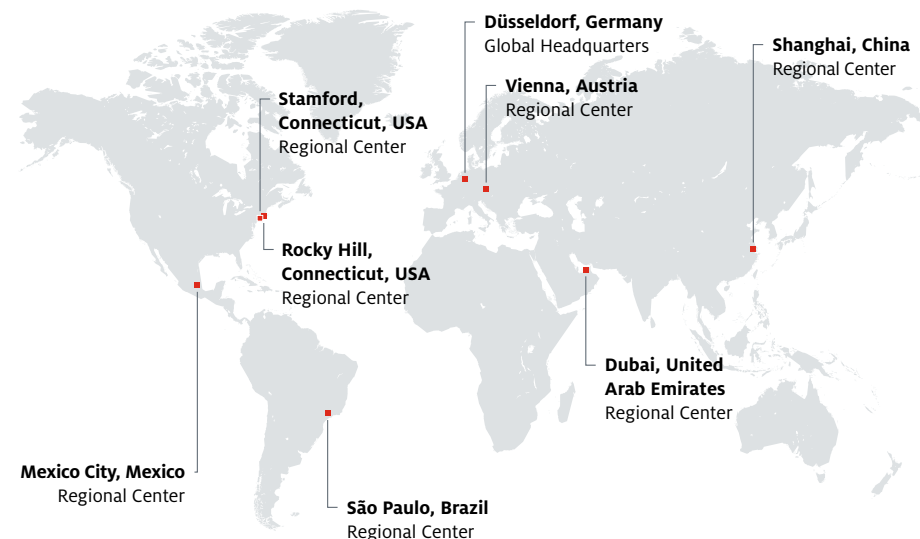 Düsseldorf, Germany
Global Headquarters
Shanghai, China
Regional Center
Vienna, Austria
Regional Center
Stamford,
Connecticut, USA
Regional Center
Rocky Hill,
Connecticut, USA
Regional Center
Dubai, United
Arab Emirates
Regional Center
Mexico City, Mexico
Regional Center
São Paulo, Brazil
Regional Center